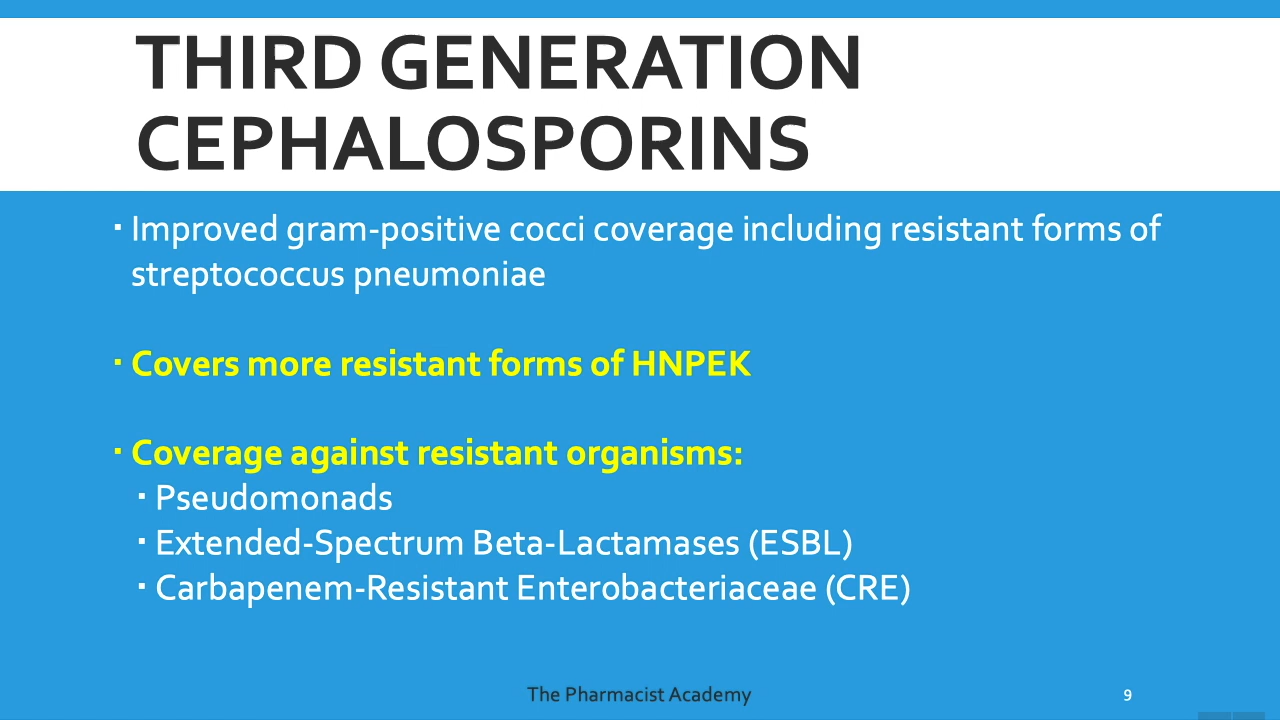 THIRD GENERATION
CEPHALOSPORINS
▪ Improved gram-positive cocci coverage including resistant forms of
streptococcus pneumoniae
▪ Covers more resistant forms of HNPEK
▪ Coverage against resistant organisms:
▪ Pseudomonads
▪ Extended-Spectrum Beta-Lactamases (ESBL)
▪ Carbapenem-Resistant Enterobacteriaceae (CRE)
The Pharmacist Academy
9